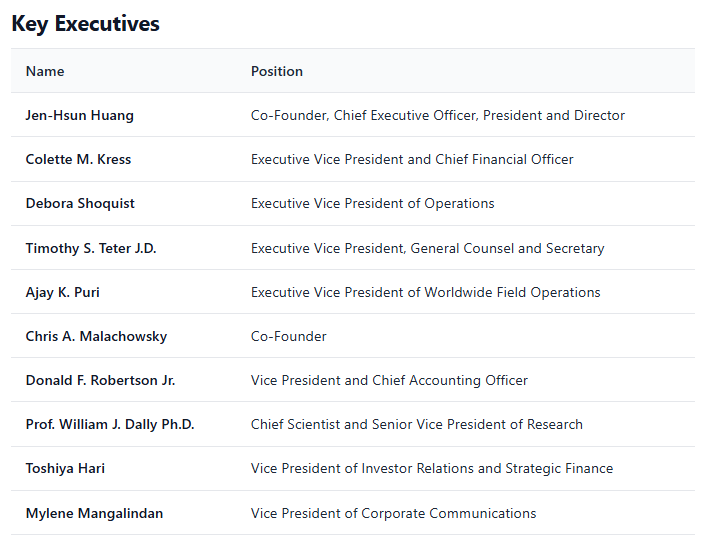 Key Executives
Name Position
Jen-Hsun Huang Co-Founder, Chief Executive Officer, President and Director
Colette M. Kress Executive Vice President and Chief Financial Officer
Debora Shoquist Executive Vice President of Operations
Timothy S. Teter J.D. Executive Vice President, General Counsel and Secretary
Ajay K. Puri Executive Vice President of Worldwide Field Operations
Chris A. Malachowsky Co-Founder
Donald F. Robertson Jr. Vice President and Chief Accounting Officer
Prof. William J. Dally Ph.D. Chief Scientist and Senior Vice President of Research
Toshiya Hari Vice President of Investor Relations and Strategic Finance
Mylene Mangalindan Vice President of Corporate Communications